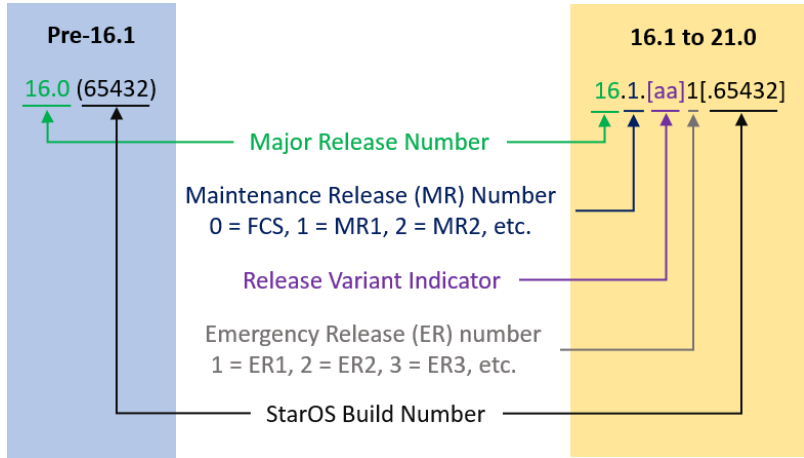 Pre-16.1
16.1 to 21.0
16.0 (65432)
16.1.[aa]1[.65432]
Major Release Number
Maintenance Release (MR) Number
0 = FCS, 1 = MR1, 2 = MR2, etc.
Release Variant Indicator
Emergency Release (ER) number
1 = ER1, 2 = ER2, 3 = ER3, etc.
StarOS Build Number